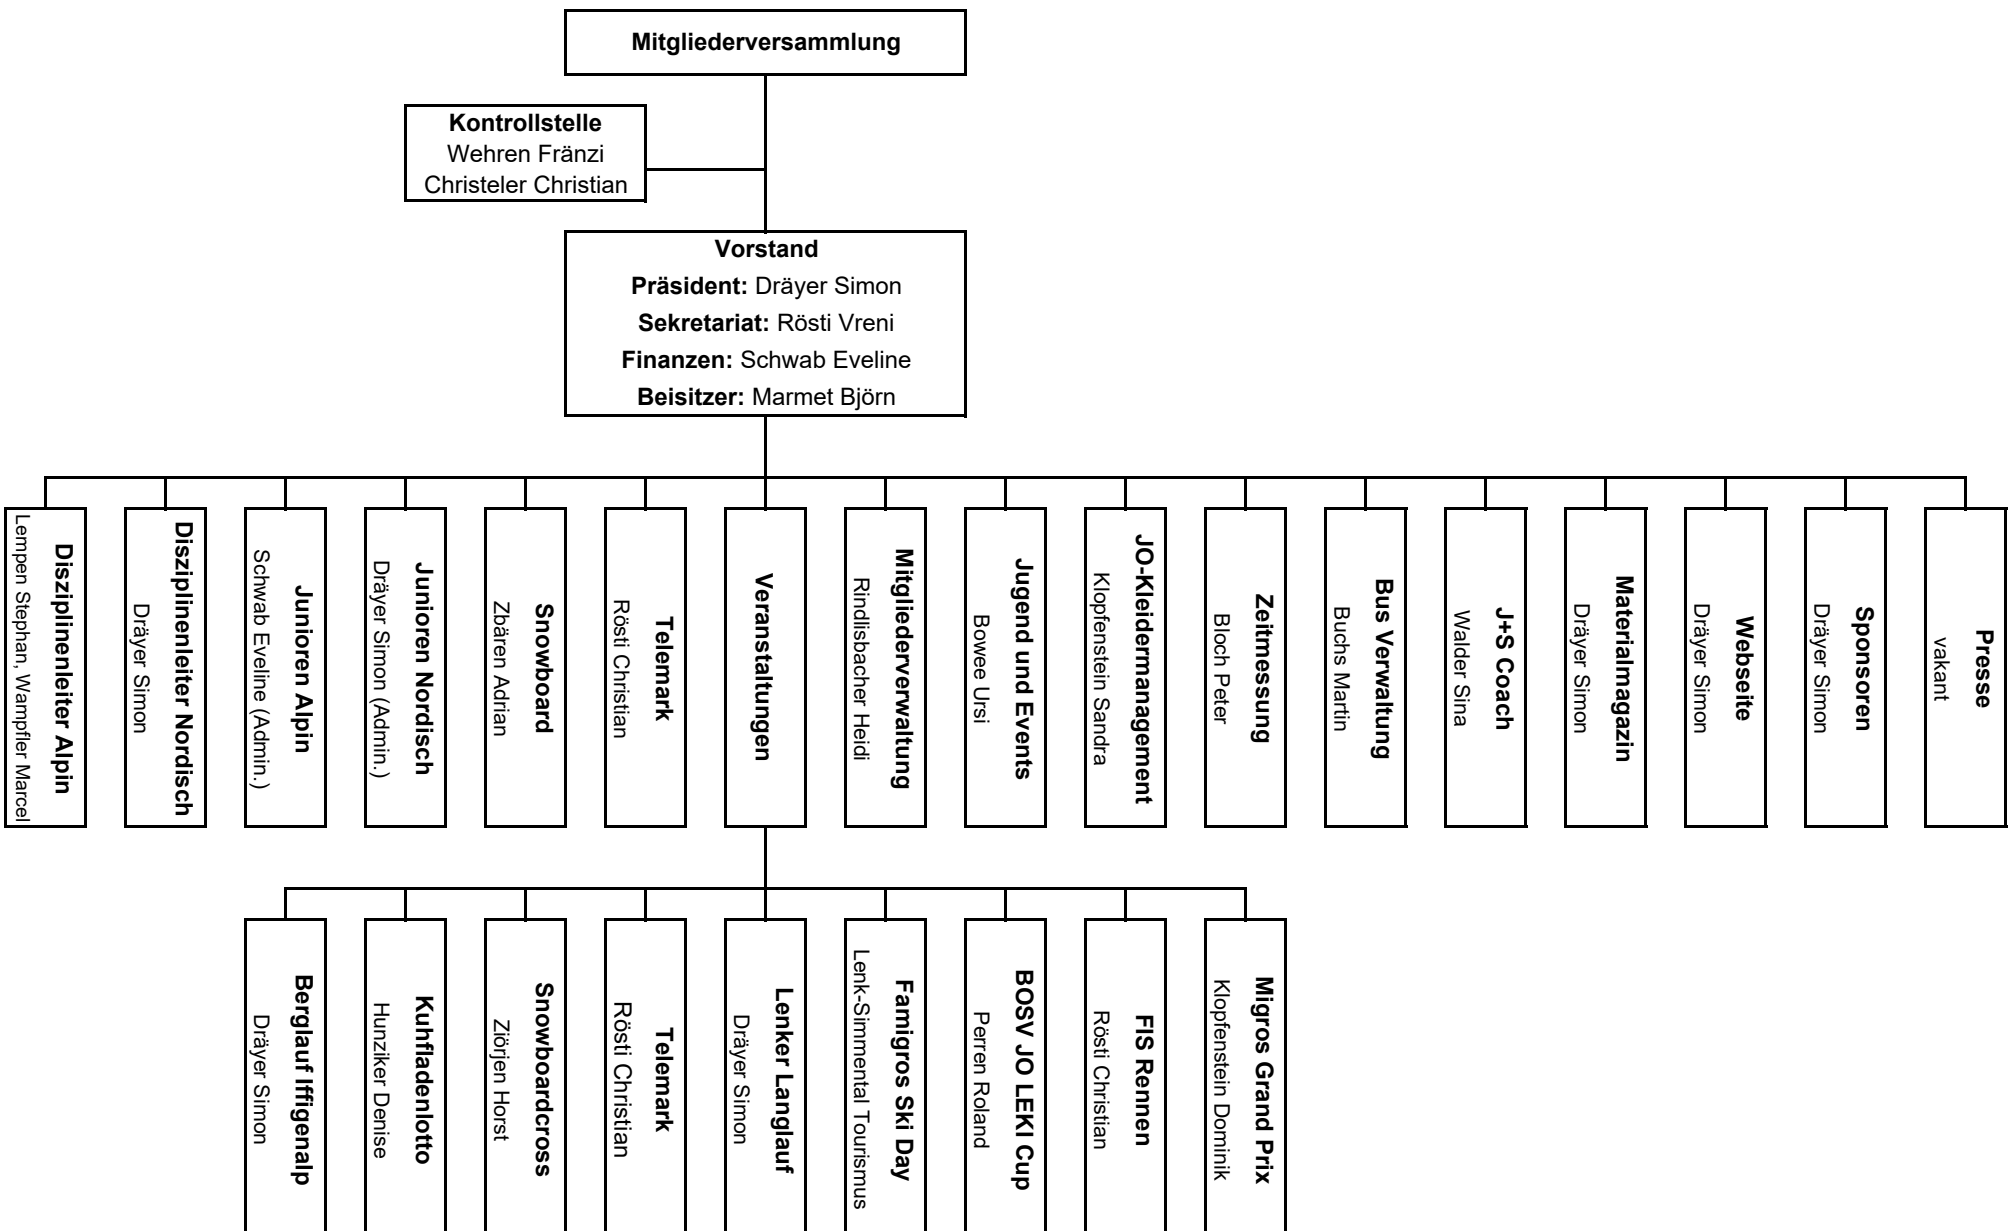 Mitgliederversammlung
Kontrollstelle
Wehren Fränzi
Christeler Christian
Vorstand
Präsident: Dräyer Simon
Sekretariat: Rösti Vreni
Finanzen: Schwab Eveline
Beisitzer: Marmet Björn
Disziplinenleiter Alpin
Lempen Stephan, Wampfler Marcel
Disziplinenleiter Nordisch
Dräyer Simon
Junioren Alpin
Schwab Eveline (Admin.)
Junioren Nordisch
Dräyer Simon (Admin.)
Snowboard
Zbären Adrian
Telemark
Rösti Christian
Veranstaltungen
Mitgliederverwaltung
Rindlisbacher Heidi
Jugend und Events
Bowee Ursi
JO-Kleidermanagement
Klopfenstein Sandra
Zeitmessung
Bloch Peter
Bus Verwaltung
Buchs Martin
J+S Coach
Walder Sina
Materialmagazin
Dräyer Simon
Webseite
Dräyer Simon
Sponsoren
Dräyer Simon
Presse
vakant
Berglauf Iffigenalp
Dräyer Simon
Kuhfladenlotto
Hunziker Denise
Snowboardcross
Ziörjen Horst
Telemark
Rösti Christian
Lenker Langlauf
Dräyer Simon
Famigros Ski Day
Lenk-Simmental Tourismus
BOSV JO LEKI Cup
Perren Roland
FIS Rennen
Rösti Christian
Migros Grand Prix
Klopfenstein Dominik